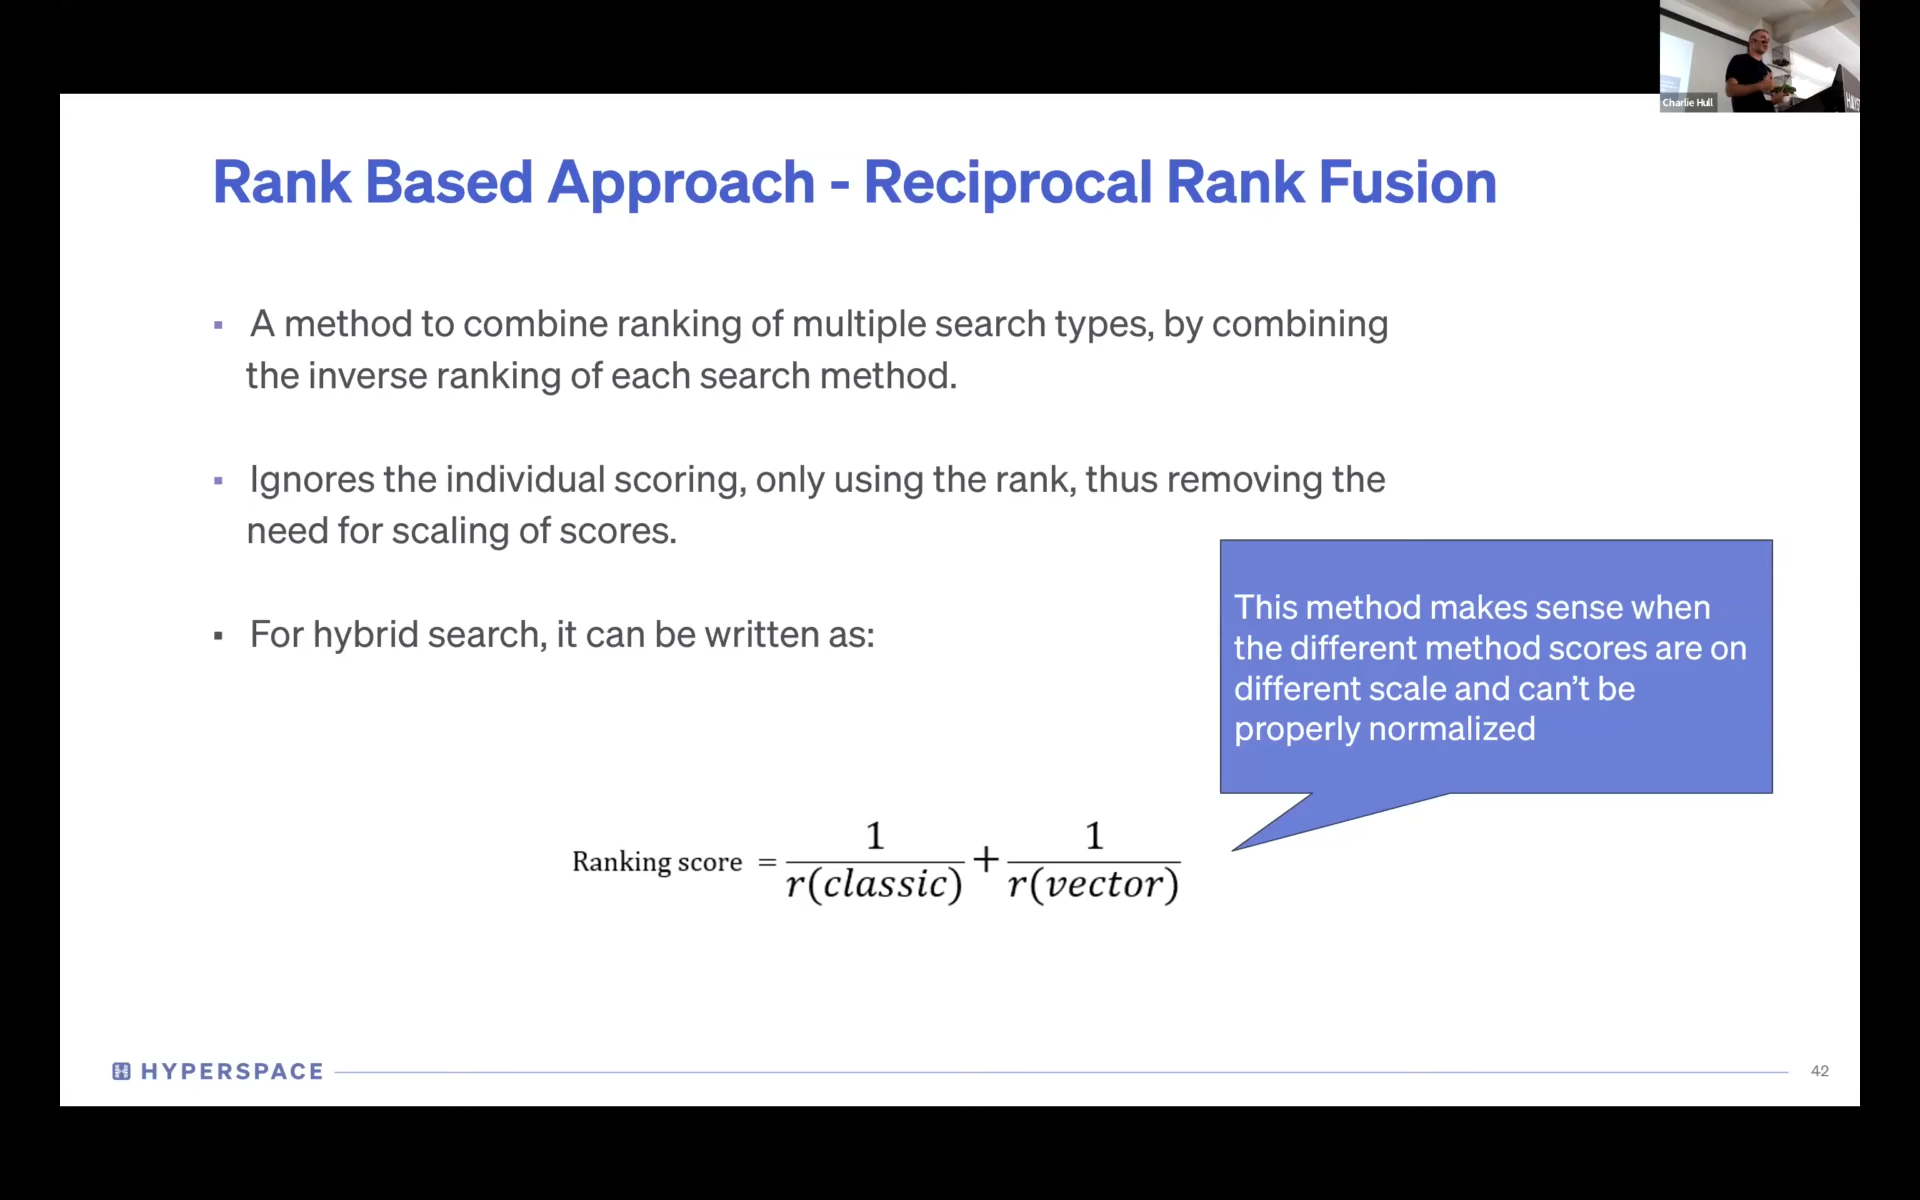 Charlie Hull
Rank Based Approach - Reciprocal Rank Fusion
▪ A method to combine ranking of multiple search types, by combining
the inverse ranking of each search method.
▪ Ignores the individual scoring, only using the rank, thus removing the
need for scaling of scores.
▪ For hybrid search, it can be written as:
This method makes sense when
the different method scores are on
different scale and can’t be
properly normalized
Ranking score = 1/r(classic) + 1/r(vector)
HYPERSPACE
42